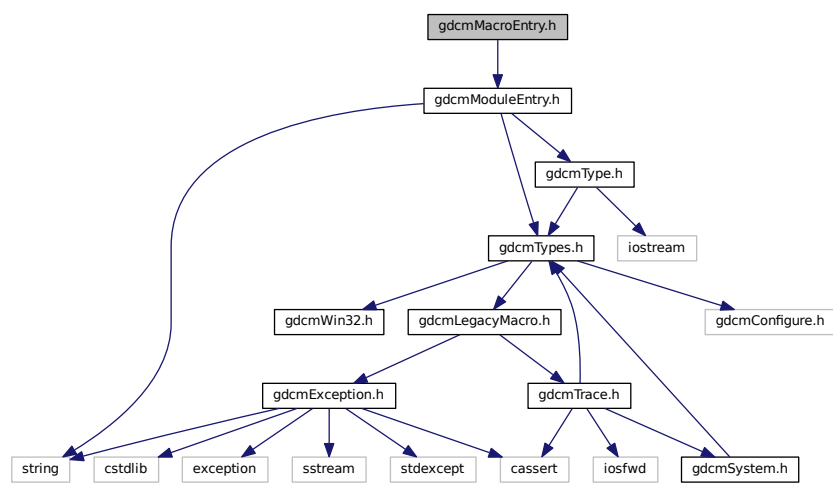 gdcmMacroEntry.h
gdcmModuleEntry.h
gdcmType.h
gdcmTypes.h
iostream
gdcmWin32.h
gdcmLegacyMacro.h
gdcmConfigure.h
gdcmException.h
gdcmTrace.h
string
cstdlib
exception
sstream
stdexcept
cassert
iosfwd
gdcmSystem.h